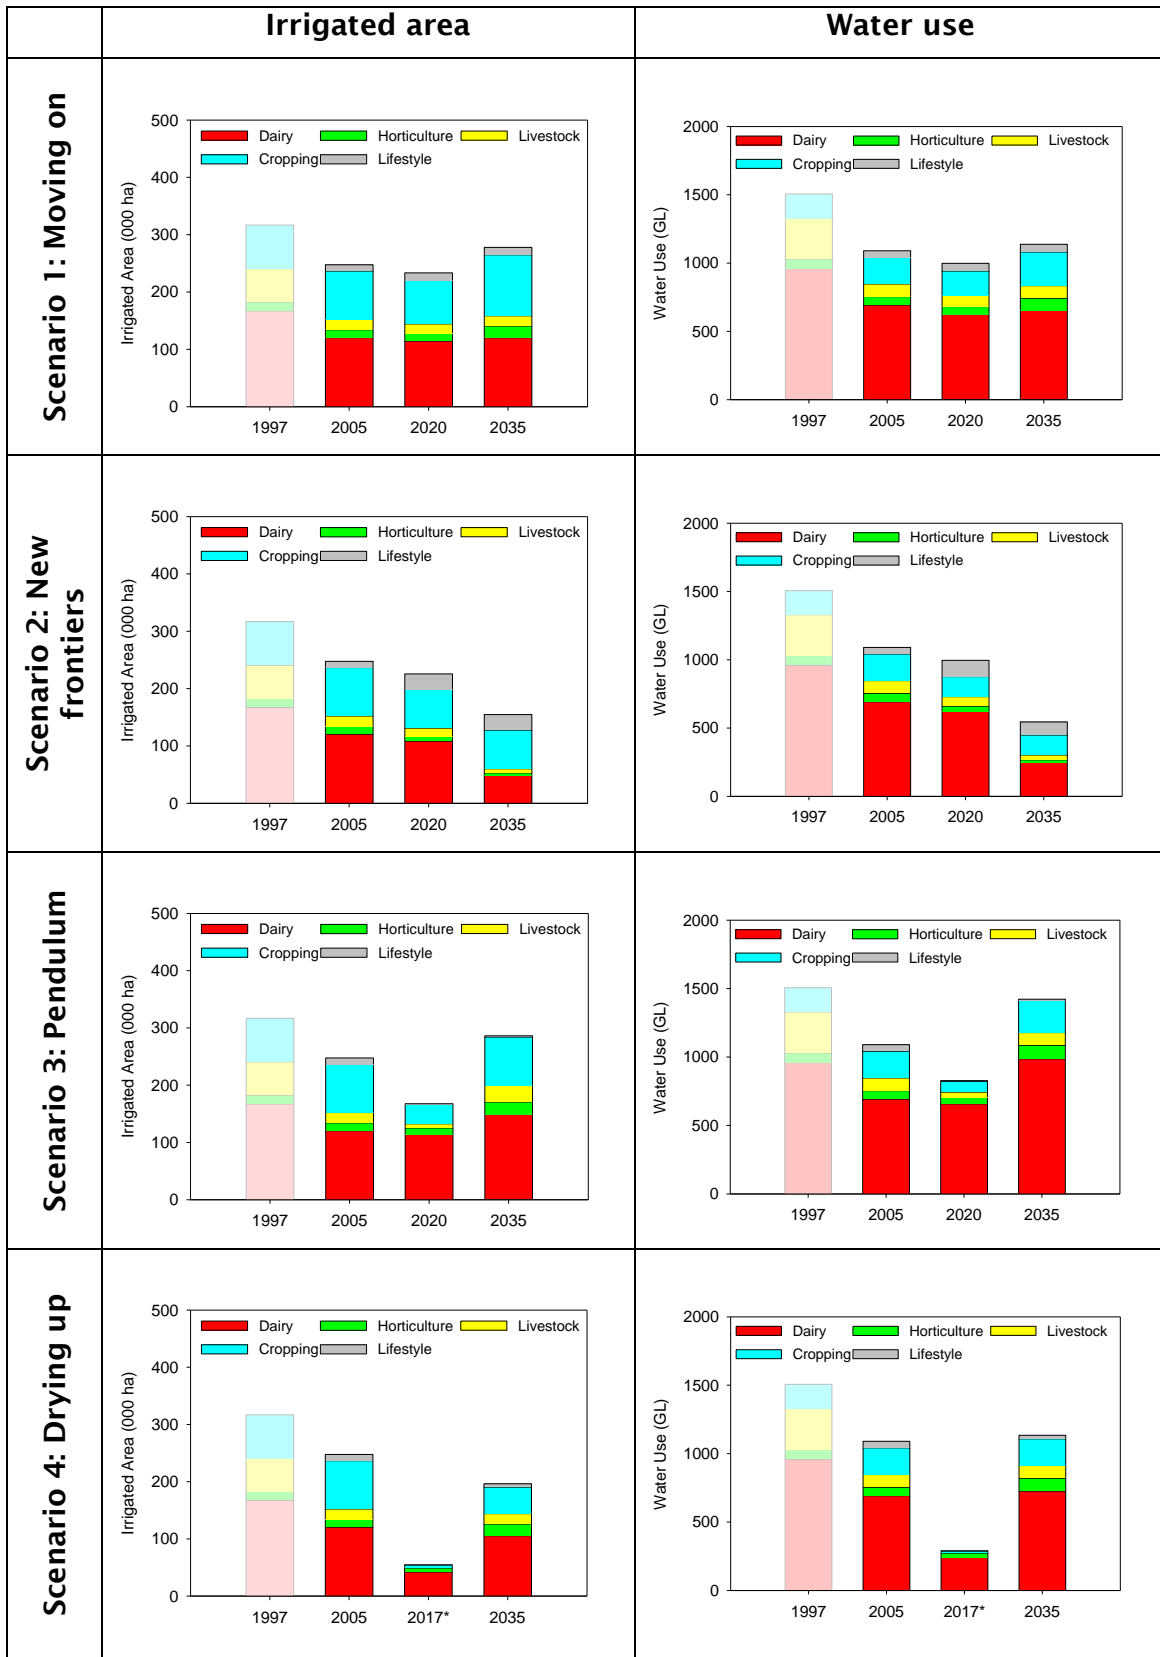 Irrigated area
Water use
Scenario 1: Moving on
Irrigated Area (000 ha)
500
400
300
200
100
0
Dairy
Horticulture
Livestock
Cropping
Lifestyle
1997
2005
2020
2035
Water Use (GL)
2000
1500
1000
500
0
Dairy
Horticulture
Livestock
Cropping
Lifestyle
1997
2005
2020
2035
Scenario 2: New
frontiers
Irrigated Area (000 ha)
500
400
300
200
100
0
Dairy
Horticulture
Livestock
Cropping
Lifestyle
1997
2005
2020
2035
Water Use (GL)
2000
1500
1000
500
0
Dairy
Horticulture
Livestock
Cropping
Lifestyle
1997
2005
2020
2035
Scenario 3: Pendulum
Irrigated Area (000 ha)
500
400
300
200
100
0
Dairy
Horticulture
Livestock
Cropping
Lifestyle
1997
2005
2020
2035
Water Use (GL)
2000
1500
1000
500
0
Dairy
Horticulture
Livestock
Cropping
Lifestyle
1997
2005
2020
2035
Scenario 4: Drying up
Irrigated Area (000 ha)
500
400
300
200
100
0
Dairy
Horticulture
Livestock
Cropping
Lifestyle
1997
2005
2017*
2035
Water Use (GL)
2000
1500
1000
500
0
Dairy
Horticulture
Livestock
Cropping
Lifestyle
1997
2005
2017*
2035